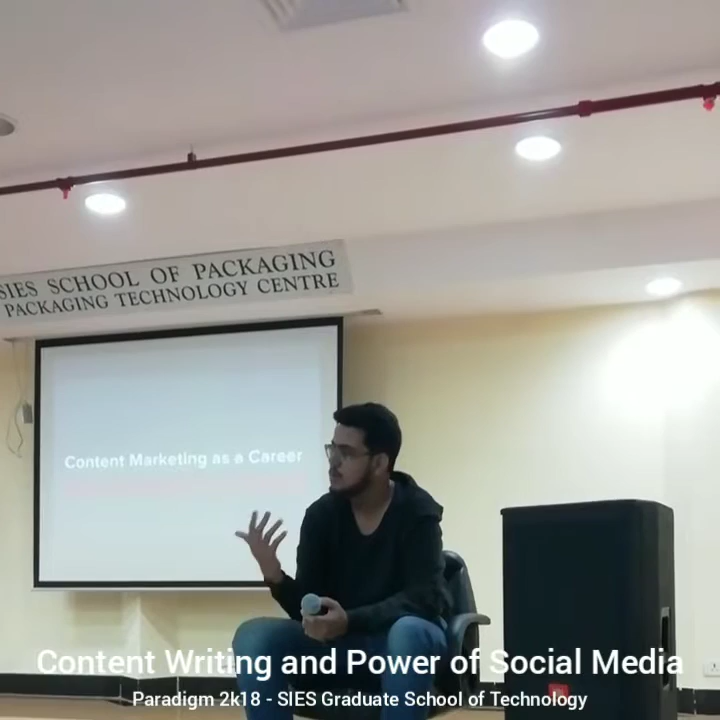 SIES SCHOOL OF PACKAGING
PACKAGING TECHNOLOGY CENTRE
Content Marketing as a Career
Content Writing and Power of Social Media
Paradigm 2k18 - SIES Graduate School of Technology